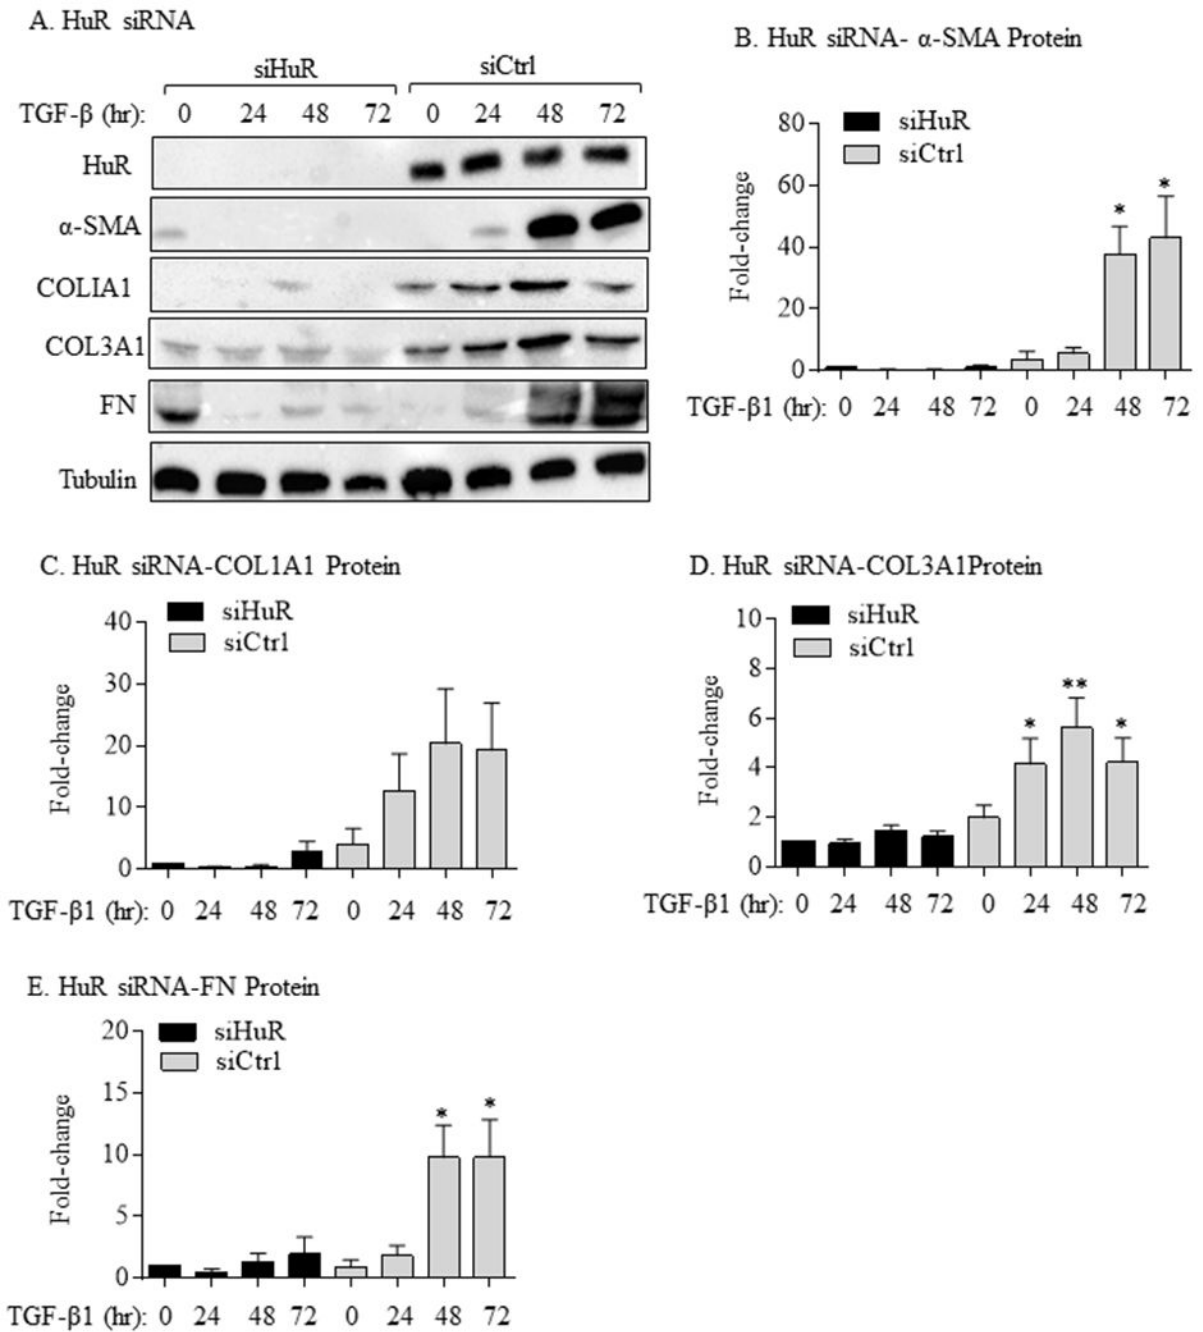 A. HuR siRNA
siHuR siCtrl
TGF-β (hr): 0 24 48 72 0 24 48 72
HuR
α-SMA
COLIA1
COL3A1
FN
Tubulin
B. HuR siRNA- α-SMA Protein
siHuR
siCtrl
Fold-change
80
60
40
20
0
TGF-β1 (hr): 0 24 48 72 0 24 48 72
* *
C. HuR siRNA-COL1A1 Protein
siHuR
siCtrl
Fold-change
40
30
20
10
0
TGF-β1 (hr): 0 24 48 72 0 24 48 72
D. HuR siRNA-COL3A1Protein
siHuR
siCtrl
Fold-change
10
8
6
4
2
0
* ** *
TGF-β1 (hr): 0 24 48 72 0 24 48 72
E. HuR siRNA-FN Protein
siHuR
siCtrl
Fold-change
20
15
10
5
0
* *
TGF-β1 (hr): 0 24 48 72 0 24 48 72